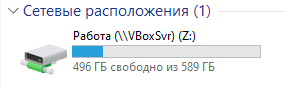 Сетевые расположения (1)
Работа (\\VBoxSvr) (Z:)
496 ГБ свободно из 589 ГБ